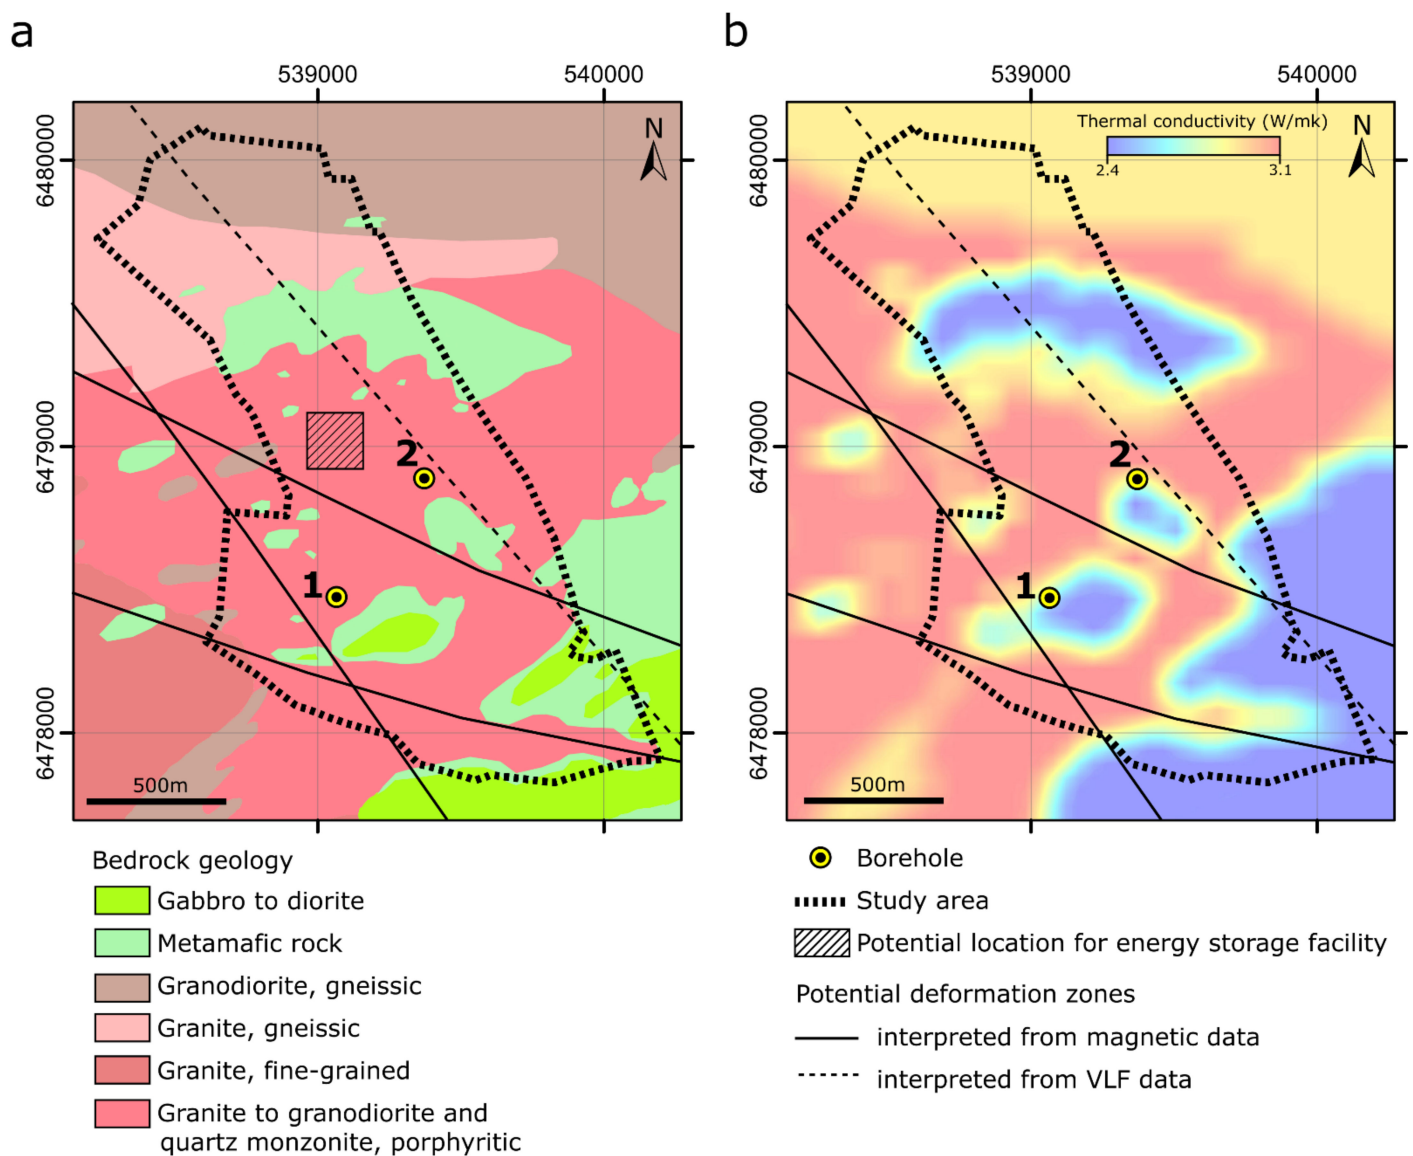 a
b
539000
540000
539000
540000
6480000
6479000
6478000
N
2
1
500m
6480000
6479000
6478000
Thermal conductivity (W/mk)
2.4
3.1
N
2
1
500m
Bedrock geology
Gabbro to diorite
Metamafic rock
Granodiorite, gneissic
Granite, gneissic
Granite, fine-grained
Granite to granodiorite and
quartz monzonite, porphyritic
Borehole
Study area
Potential location for energy storage facility
Potential deformation zones
interpreted from magnetic data
interpreted from VLF data